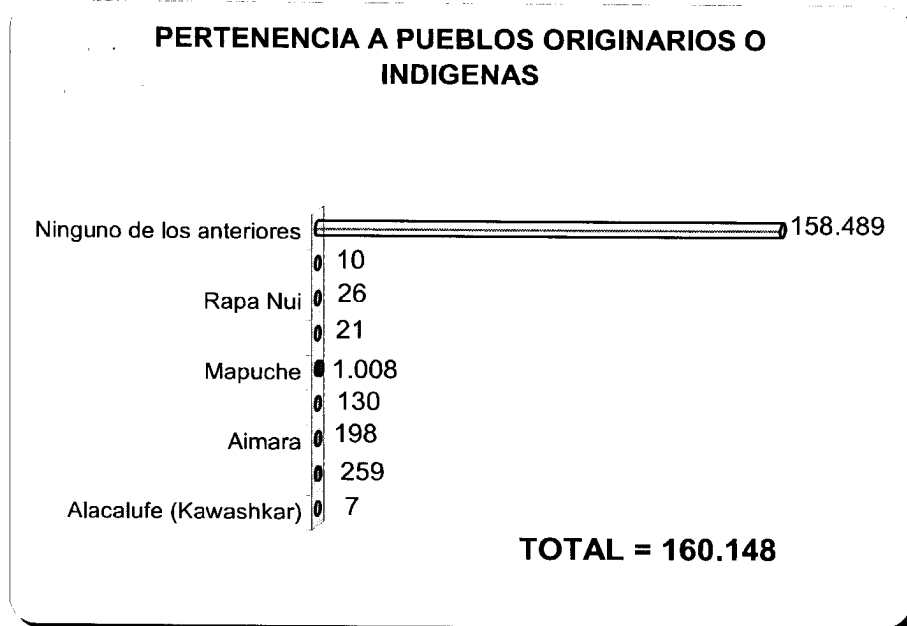 PERTENENCIA A PUEBLOS ORIGINARIOS O
INDIGENAS
Ninguno de los anteriores 158.489
10
Rapa Nui 26
21
Mapuche 1.008
130
Aimara 198
259
Alacalufe (Kawashkar) 7
TOTAL = 160.148